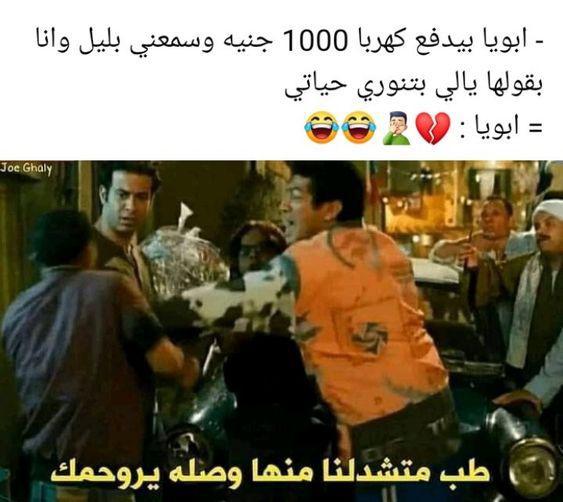 - ابويا بيدفع كهربا 1000 جنيه وسمعني بليل وانا
بقولها يالي بتنوري حياتي
= ابويا : 💔🤦🏻‍♂️😂😂
Joe Ghaly
طب متشدلنا منها وصله يروحمك